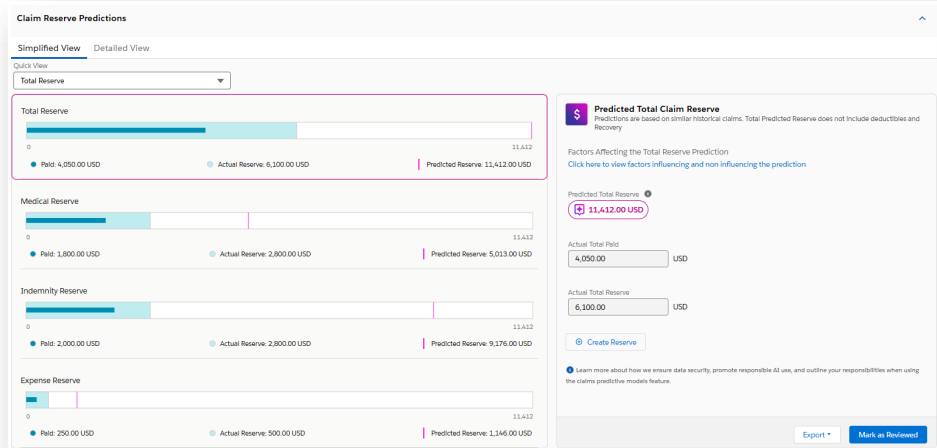 Claim Reserve Predictions
Simplified View Detailed View
Quick View
Total Reserve
Total Reserve
0 11,412
Paid: 4,050.00 USD Actual Reserve: 6,100.00 USD Predicted Reserve: 11,412.00 USD
Medical Reserve
0 11,412
Paid: 1,800.00 USD Actual Reserve: 2,800.00 USD Predicted Reserve: 5,013.00 USD
Indemnity Reserve
0 11,412
Paid: 2,000.00 USD Actual Reserve: 2,800.00 USD Predicted Reserve: 9,176.00 USD
Expense Reserve
0 11,412
Paid: 250.00 USD Actual Reserve: 500.00 USD Predicted Reserve: 1,146.00 USD
Predicted Total Claim Reserve
Predictions are based on similar historical claims. Total Predicted Reserve does not include deductibles and
Recovery
Factors Affecting the Total Reserve Prediction
Click here to view factors influencing and non influencing the prediction
Predicted Total Reserve
11,412.00 USD
Actual Total Paid
4,050.00 USD
Actual Total Reserve
6,100.00 USD
Create Reserve
Learn more about how we ensure data security, promote responsible AI use, and outline your responsibilities when using
the claims predictive models feature.
Export Mark as Reviewed